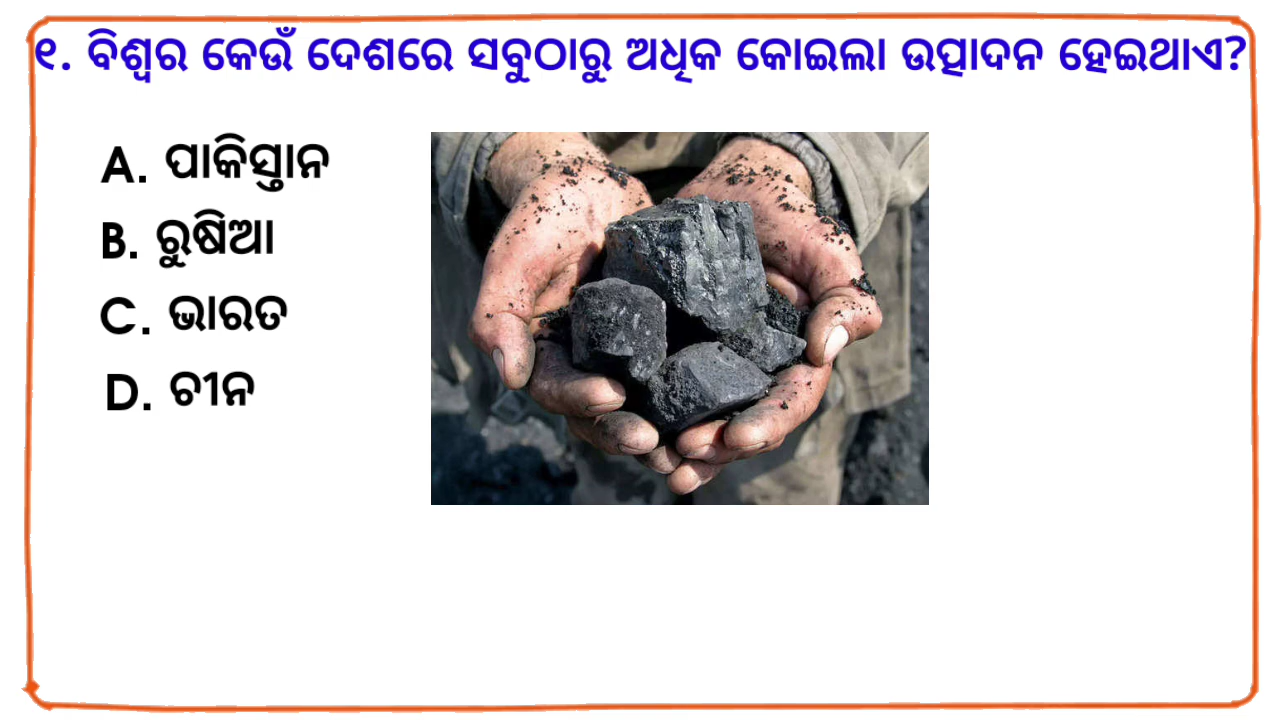 ୧. ବିଶ୍ୱର କେଉଁ ଦେଶରେ ସବୁଠାରୁ ଅଧିକ କୋଇଲା ଉତ୍ପାଦନ ହେଇଥାଏ?
A. ପାକିସ୍ତାନ
B. ରୁଷିଆ
C. ଭାରତ
D. ଚୀନ